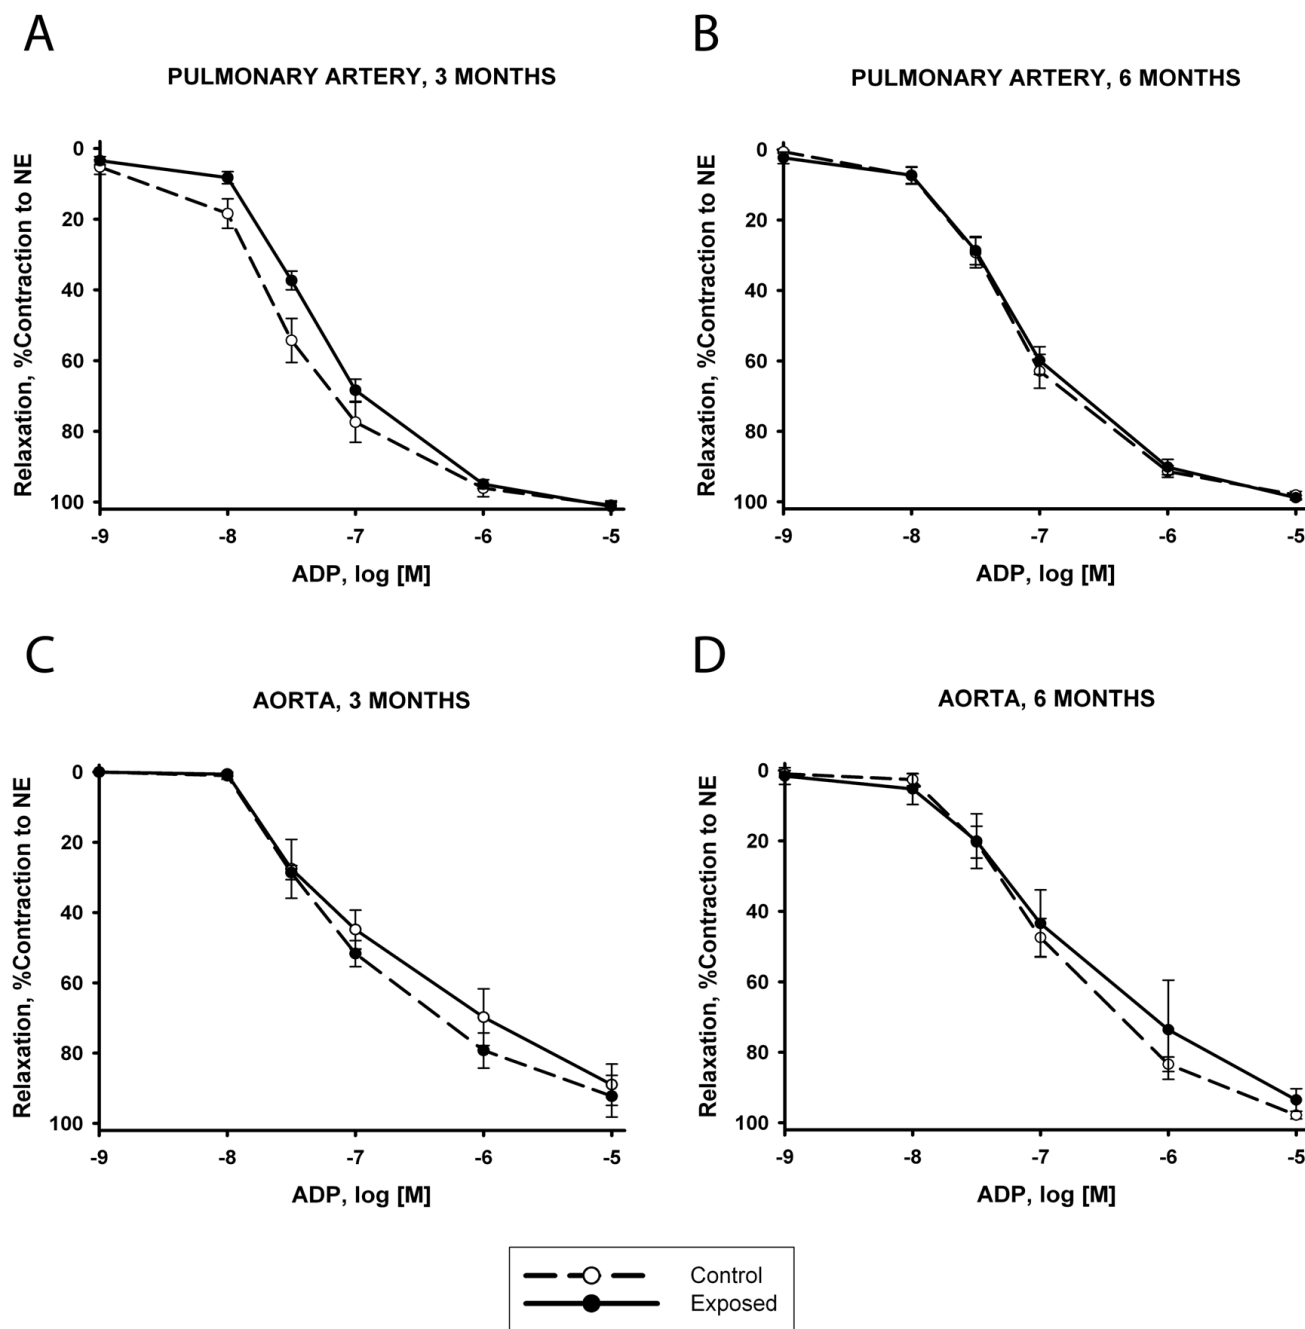 A
PULMONARY ARTERY, 3 MONTHS
Relaxation, %Contraction to NE
0
20
40
60
80
100
-9
-8
-7
-6
-5
ADP, log [M]
B
PULMONARY ARTERY, 6 MONTHS
Relaxation, %Contraction to NE
0
20
40
60
80
100
-9
-8
-7
-6
-5
ADP, log [M]
C
AORTA, 3 MONTHS
Relaxation, %Contraction to NE
0
20
40
60
80
100
-9
-8
-7
-6
-5
ADP, log [M]
D
AORTA, 6 MONTHS
Relaxation, %Contraction to NE
0
20
40
60
80
100
-9
-8
-7
-6
-5
ADP, log [M]
Control
Exposed